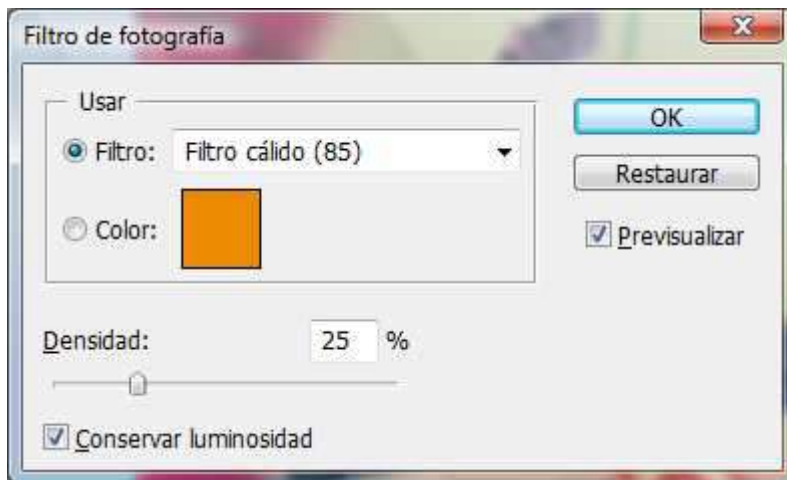 Filtro de fotografía
Usar
Filtro: Filtro cálido (85)
Color:
OK
Restaurar
Previsualizar
Densidad: 25 %
Conservar luminosidad